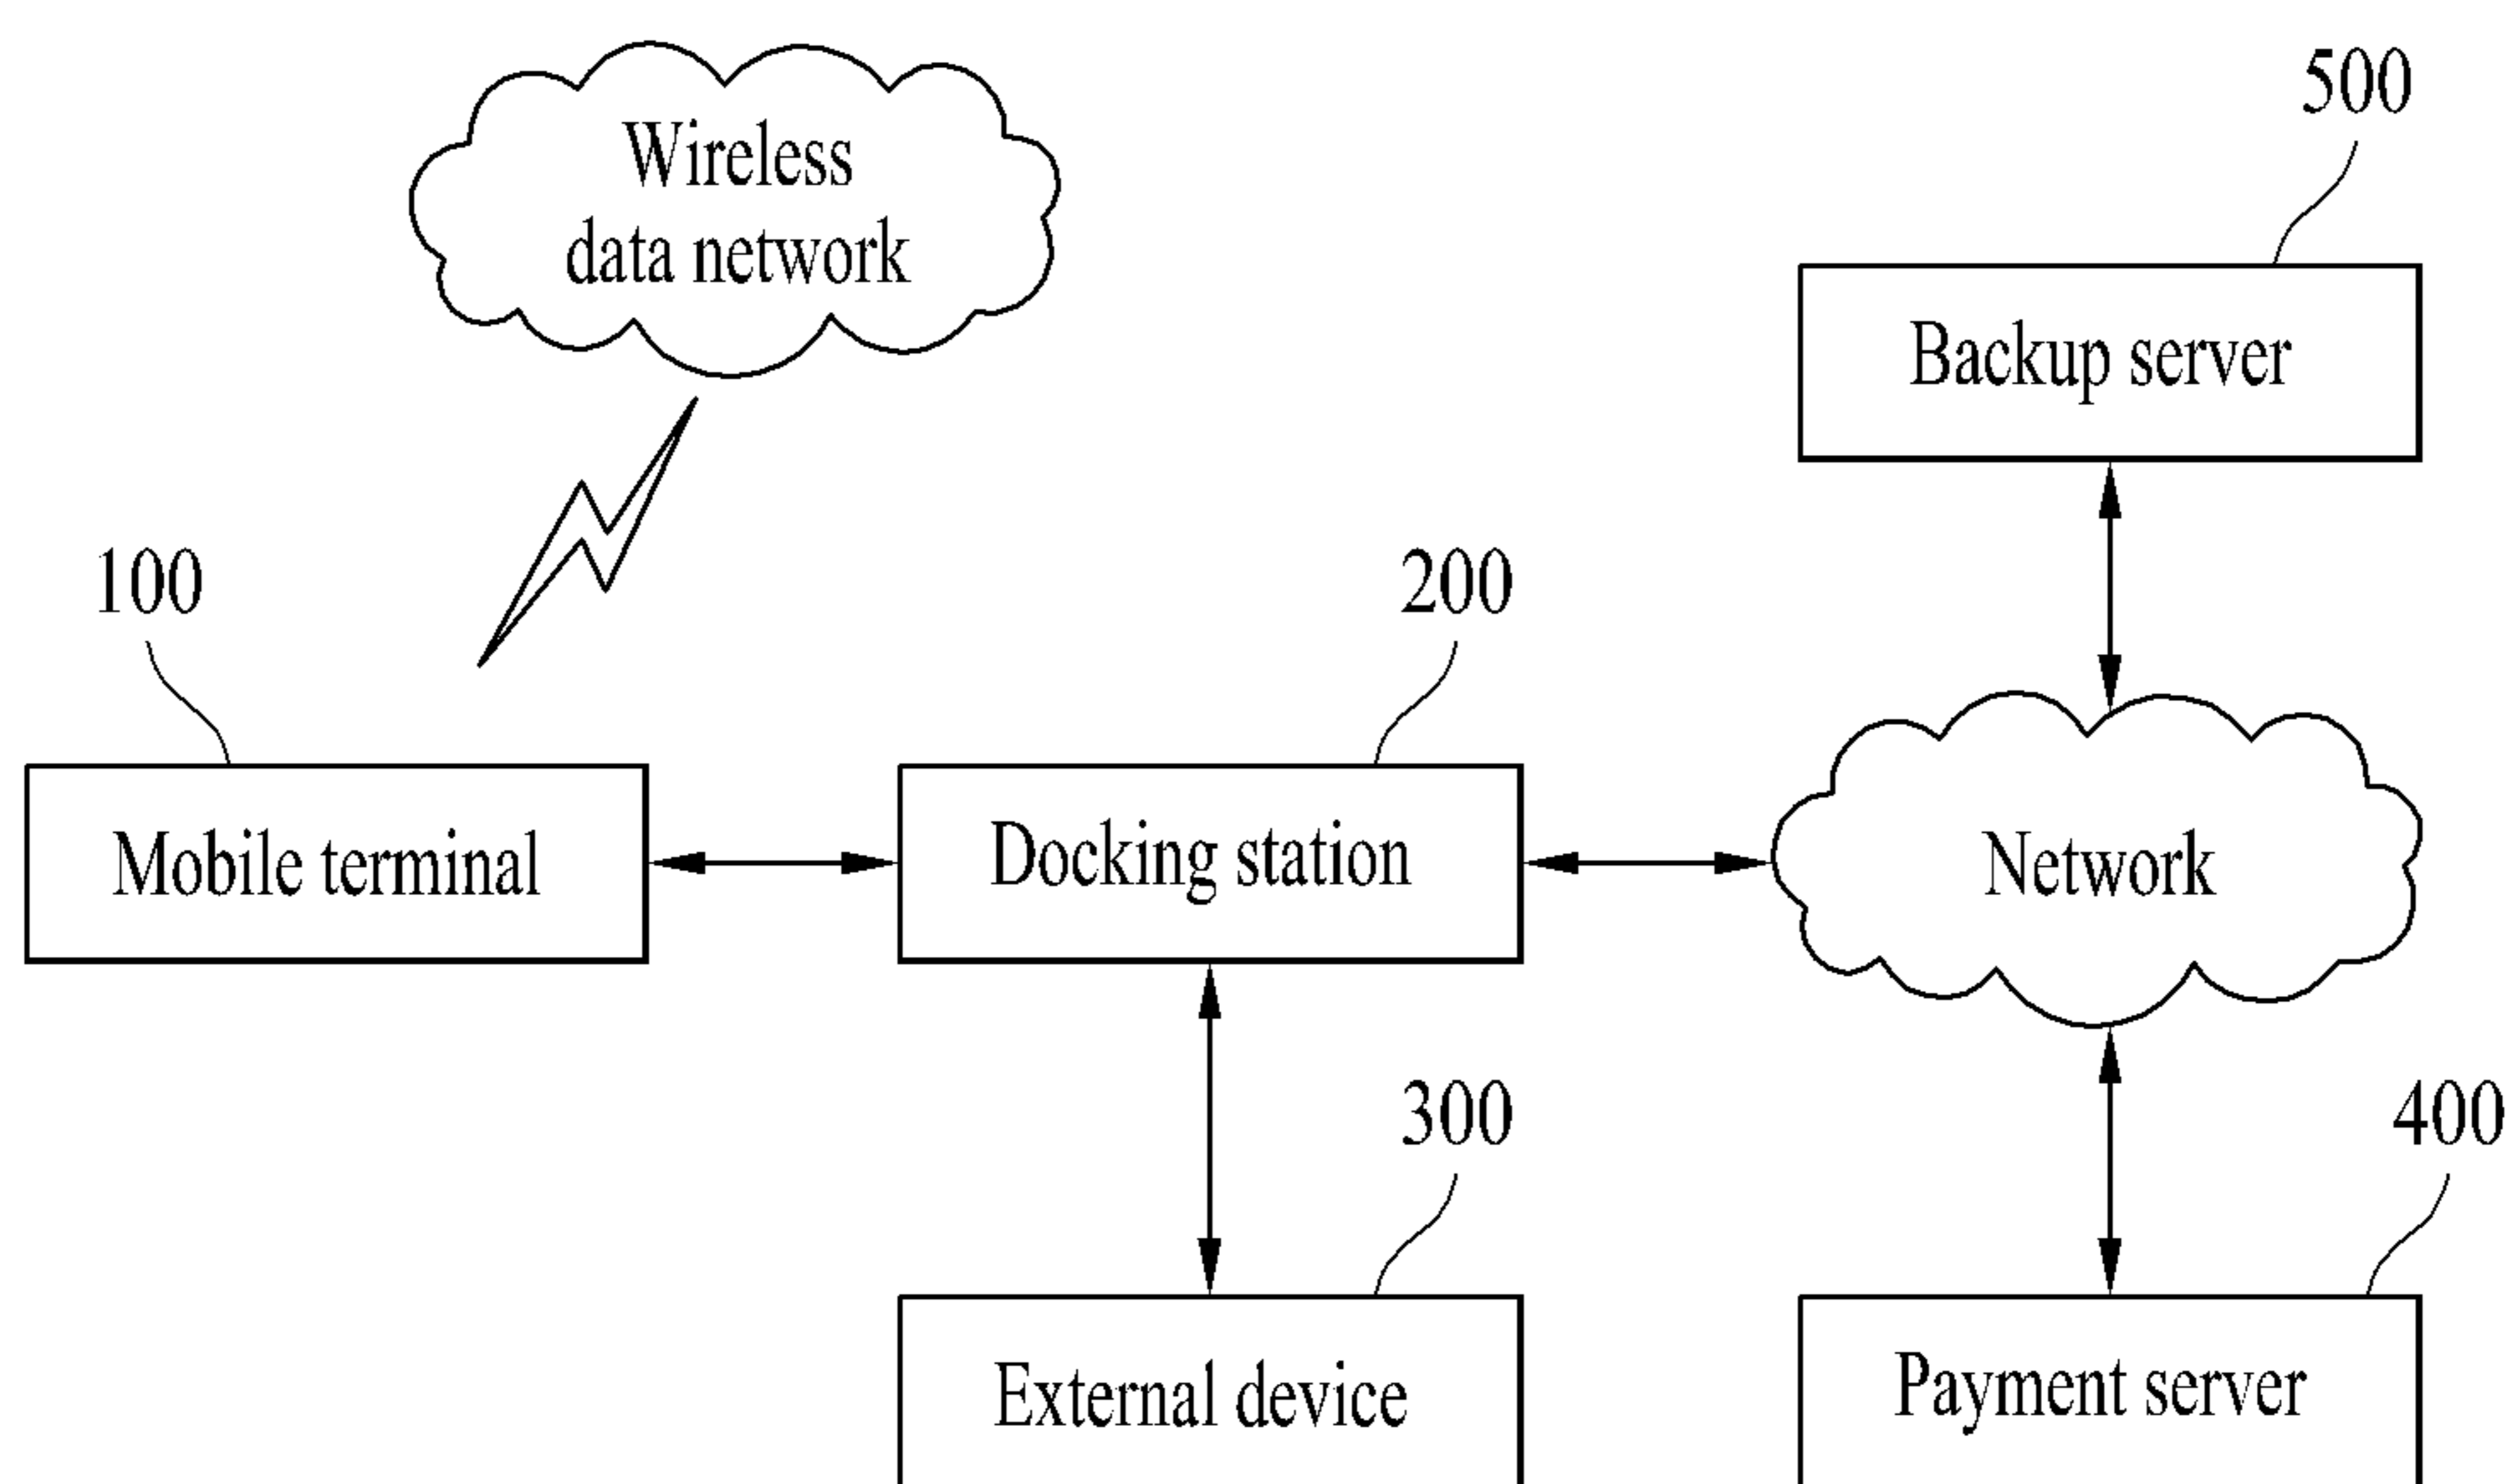 Wireless
data network
500
Backup server
100
200
Mobile terminal
Docking station
Network
300
400
External device
Payment server